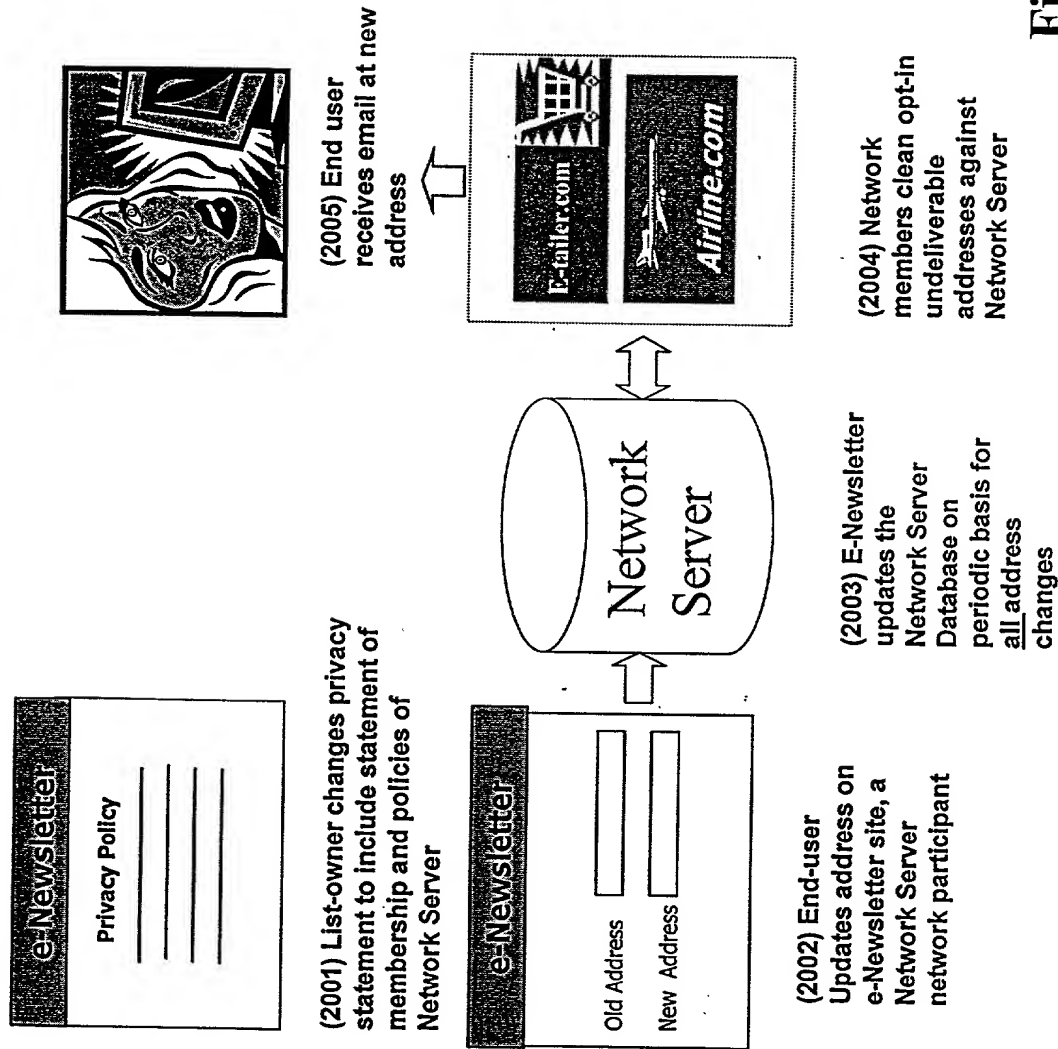 e-Newsletter
Privacy Policy
(2001) List-owner changes privacy
statement to include statement of
membership and policies of
Network Server
e-Newsletter
Old Address
New Address
(2002) End-user
Updates address on
e-Newsletter site, a
Network Server
network participant
Network
Server
(2003) E-Newsletter
updates the
Network Server
Database on
periodic basis for
all address
changes
E-tailer.com
Airline.com
(2004) Network
members clean opt-in
undeliverable
addresses against
Network Server
(2005) End user
receives email at new
address